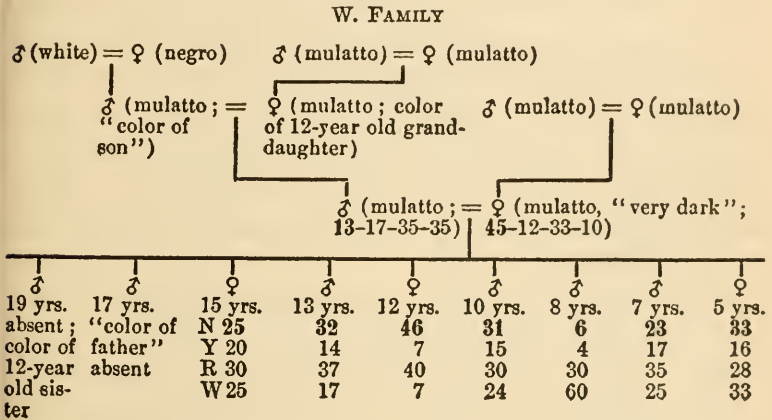 W. FAMILY
♂ (white) = ♀ (negro) ♂ (mulatto) = ♀ (mulatto)
♂ (mulatto ; = ♀ (mulatto ; color ♂ (mulatto) = ♀ (mulatto)
"color of of 12-year old grand-
son") daughter)
♂ (mulatto ; = ♀ (mulatto, "very dark";
13-17-35-35) 45-12-33-10)
♂ ♂ ♀ ♂ ♀ ♂ ♂ ♂ ♀
19 yrs. 17 yrs. 15 yrs. 13 yrs. 12 yrs. 10 yrs. 8 yrs. 7 yrs. 5 yrs.
absent ; "color of N 25 32 46 31 6 23 33
color of father" Y 20 14 7 15 4 17 16
12-year absent R 30 37 40 30 30 35 28
old sis- W 25 17 7 24 60 25 33
ter